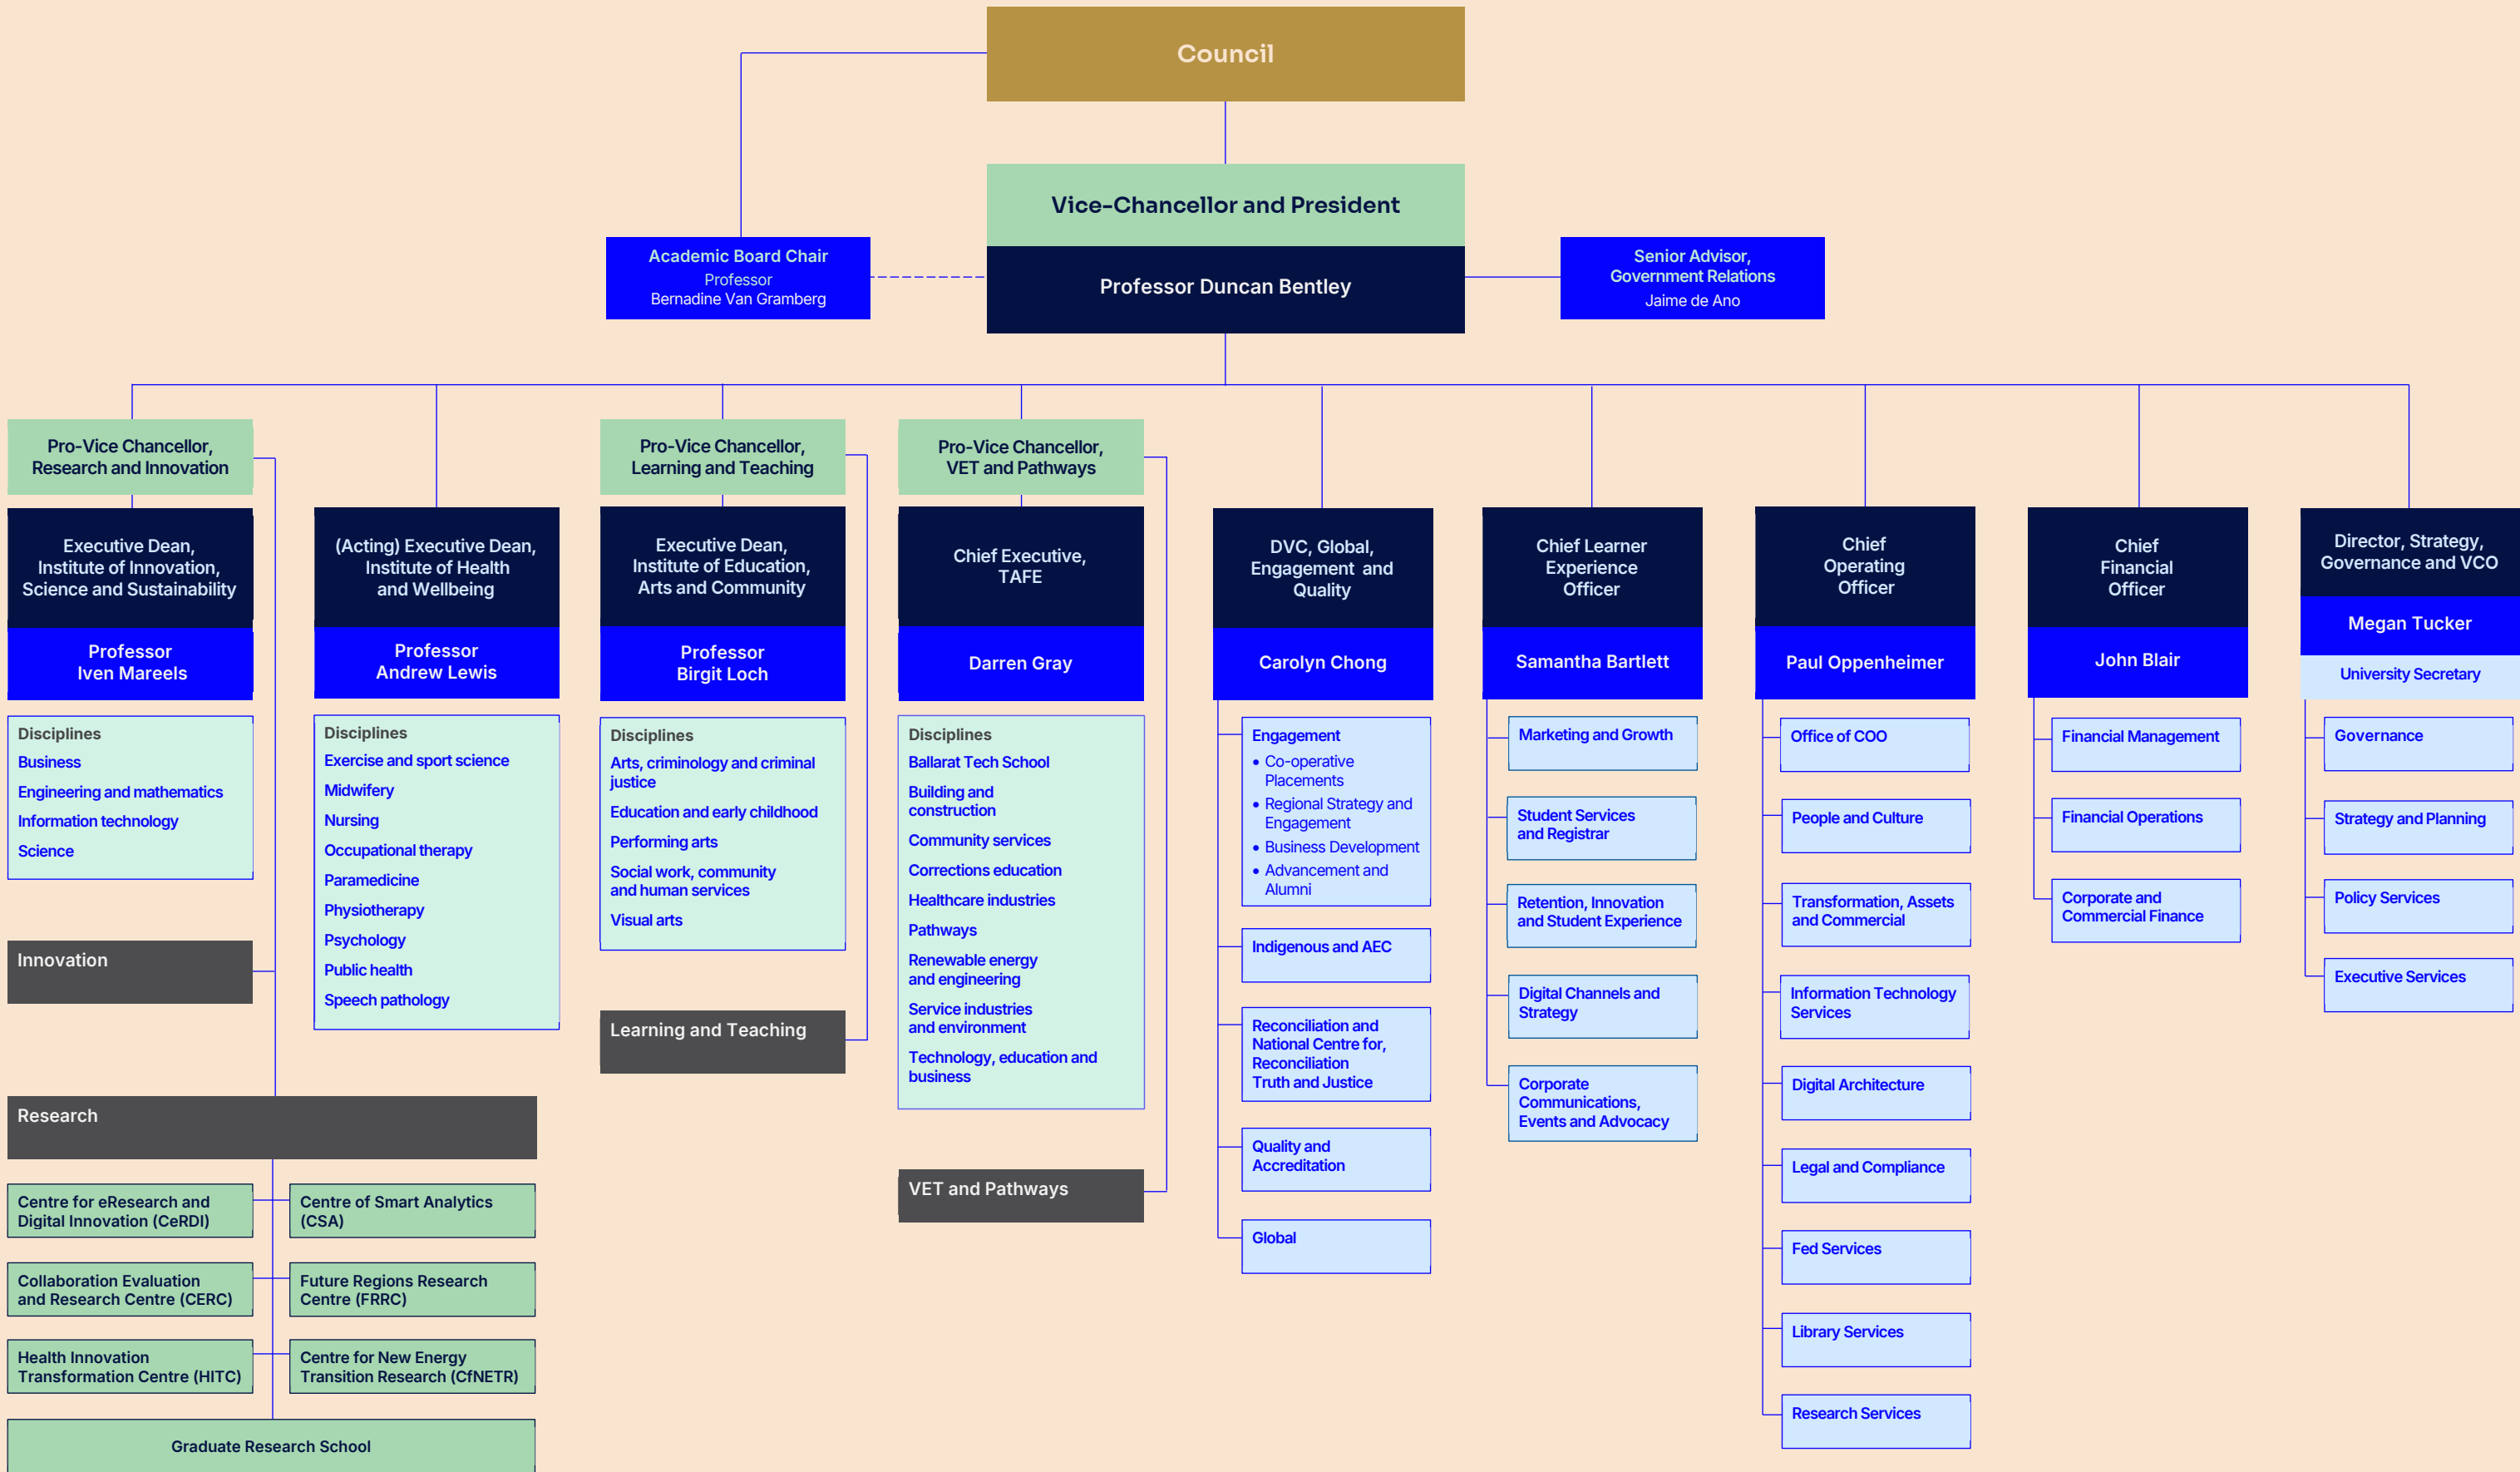 Council
Vice-Chancellor and President
Professor Duncan Bentley
Academic Board Chair
Professor
Bernadine Van Gramberg
Senior Advisor,
Government Relations
Jaime de Ano
Pro-Vice Chancellor,
Research and Innovation
Executive Dean,
Institute of Innovation,
Science and Sustainability
Professor
Iven Mareels
Disciplines
Business
Engineering and mathematics
Information technology
Science
Innovation
Research
Centre for eResearch and
Digital Innovation (CeRDI)
Centre of Smart Analytics
(CSA)
Collaboration Evaluation
and Research Centre (CERC)
Future Regions Research
Centre (FRRC)
Health Innovation
Transformation Centre (HITC)
Centre for New Energy
Transition Research (CfNETR)
Graduate Research School
(Acting) Executive Dean,
Institute of Health
and Wellbeing
Professor
Andrew Lewis
Disciplines
Exercise and sport science
Midwifery
Nursing
Occupational therapy
Paramedicine
Physiotherapy
Psychology
Public health
Speech pathology
Pro-Vice Chancellor,
Learning and Teaching
Executive Dean,
Institute of Education,
Arts and Community
Professor
Birgit Loch
Disciplines
Arts, criminology and criminal
justice
Education and early childhood
Performing arts
Social work, community
and human services
Visual arts
Learning and Teaching
Pro-Vice Chancellor,
VET and Pathways
Chief Executive,
TAFE
Darren Gray
Disciplines
Ballarat Tech School
Building and
construction
Community services
Corrections education
Healthcare industries
Pathways
Renewable energy
and engineering
Service industries
and environment
Technology, education and
business
VET and Pathways
DVC, Global,
Engagement and
Quality
Carolyn Chong
Engagement
• Co-operative
Placements
• Regional Strategy and
Engagement
• Business Development
• Advancement and
Alumni
Indigenous and AEC
Reconciliation and
National Centre for,
Reconciliation
Truth and Justice
Quality and
Accreditation
Global
Chief Learner
Experience
Officer
Samantha Bartlett
Marketing and Growth
Student Services
and Registrar
Retention, Innovation
and Student Experience
Digital Channels and
Strategy
Corporate
Communications,
Events and Advocacy
Chief
Operating
Officer
Paul Oppenheimer
Office of COO
People and Culture
Transformation, Assets
and Commercial
Information Technology
Services
Digital Architecture
Legal and Compliance
Fed Services
Library Services
Research Services
Chief
Financial
Officer
John Blair
Financial Management
Financial Operations
Corporate and
Commercial Finance
Director, Strategy,
Governance and VCO
Megan Tucker
University Secretary
Governance
Strategy and Planning
Policy Services
Executive Services